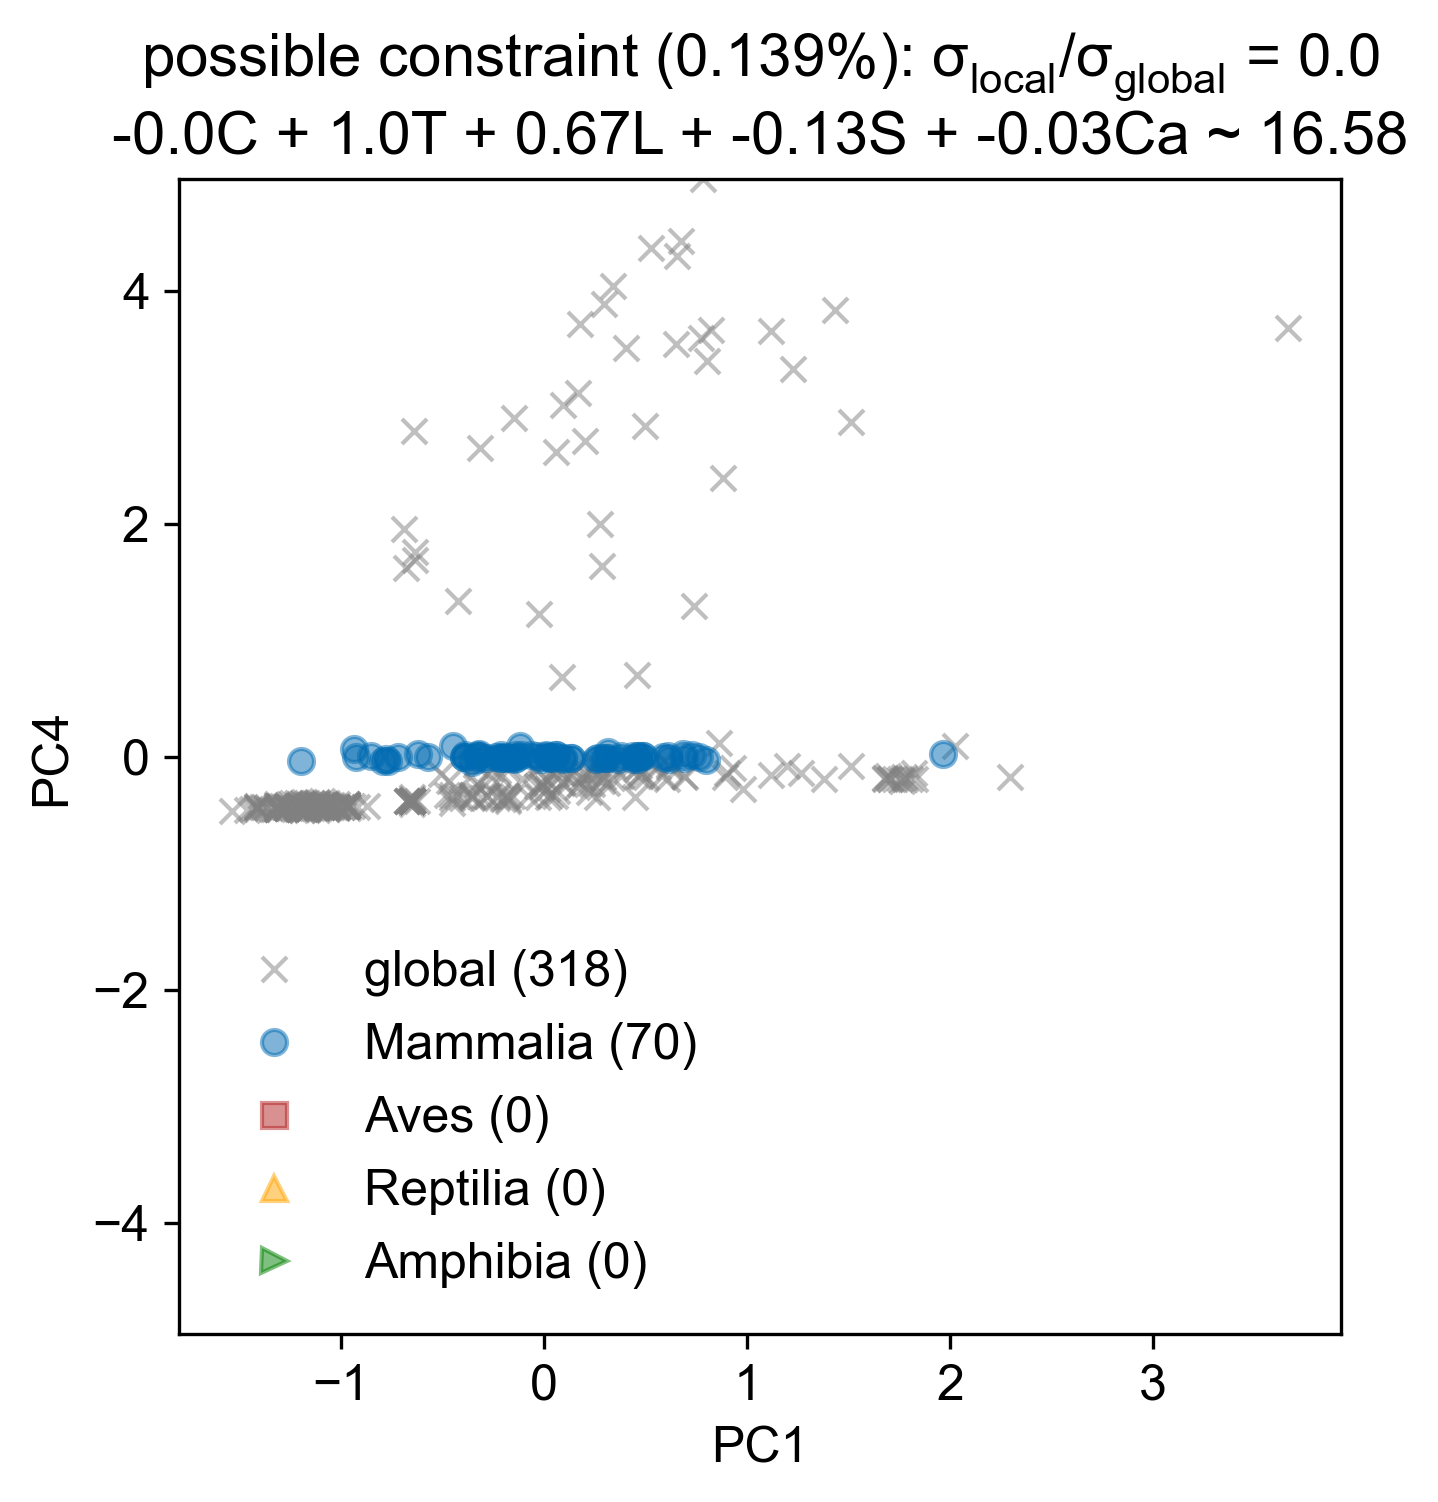 possible constraint (0.139%): σlocal/σglobal = 0.0
-0.0C + 1.0T + 0.67L + -0.13S + -0.03Ca ~ 16.58
4
2
0
−2
−4
PC4
global (318)
Mammalia (70)
Aves (0)
Reptilia (0)
Amphibia (0)
−1 0 1 2 3
PC1